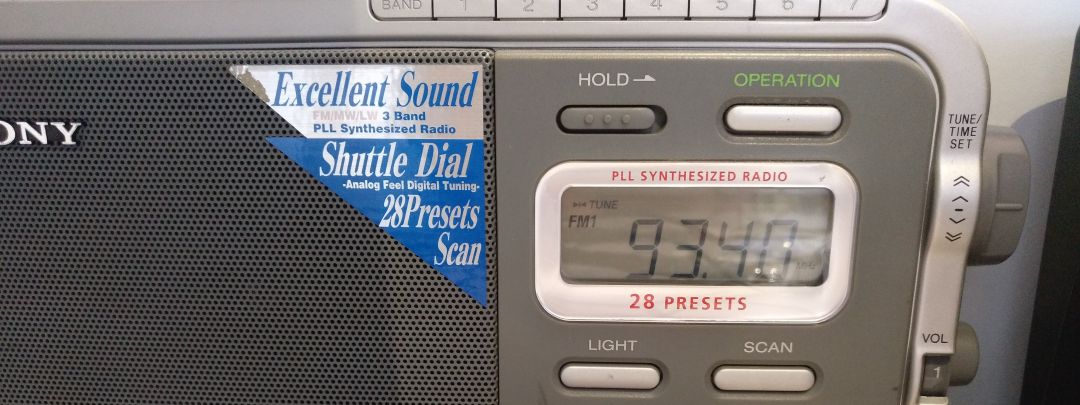 BAND 1 2 3 4 5 6 7
ONY
Excellent Sound
FM/MW/LW 3 Band
PLL Synthesized Radio
Shuttle Dial
-Analog Feel Digital Tuning-
28Presets
Scan
HOLD
OPERATION
PLL SYNTHESIZED RADIO
TUNE
FM1
93.40 MHz
28 PRESETS
LIGHT
SCAN
TUNE/
TIME
SET
VOL
1